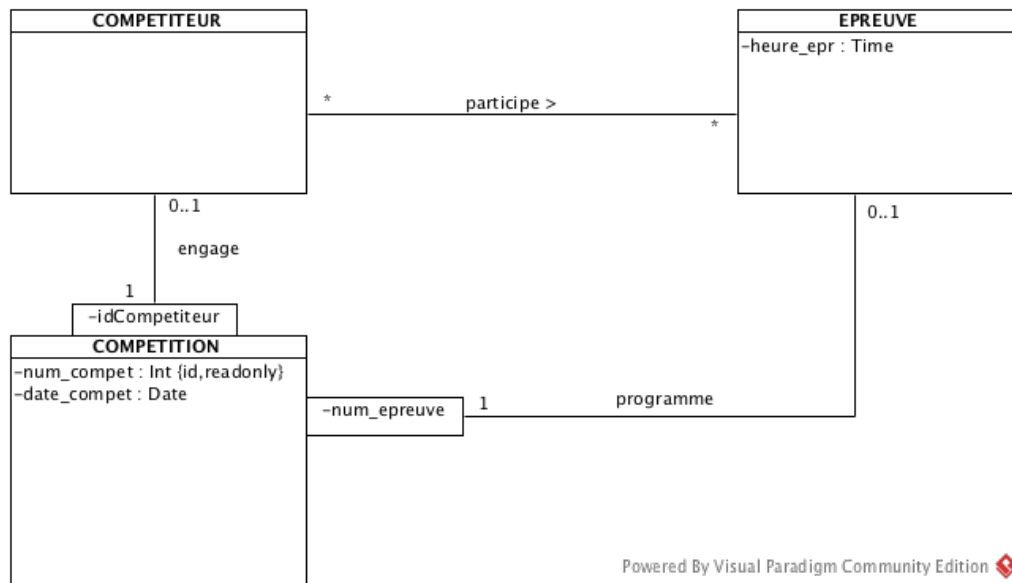 COMPETITEUR
EPREUVE
-heure_epr : Time
*
participe >
*
0..1
0..1
engage
1
-idCompetiteur
COMPETITION
-num_compet : Int {id,readonly}
-date_compet : Date
-num_epreuve
1
programme
Powered By Visual Paradigm Community Edition